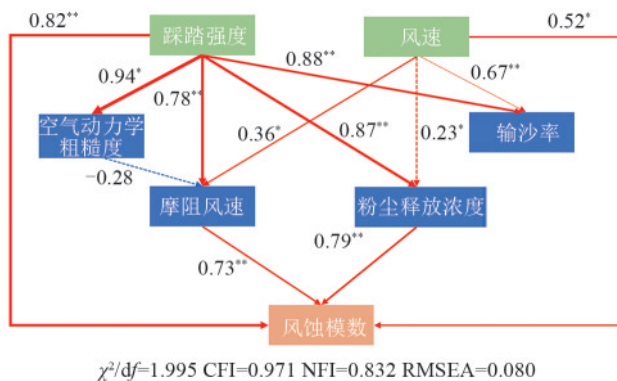 0.82**
踩踏强度
风速
0.52*
0.94*
0.78**
0.88**
0.67**
空气动力学
粗糙度
0.36*
0.87**
0.23*
输沙率
−0.28
摩阻风速
粉尘释放浓度
0.73**
0.79**
风蚀模数
χ²/df=1.995 CFI=0.971 NFI=0.832 RMSEA=0.080